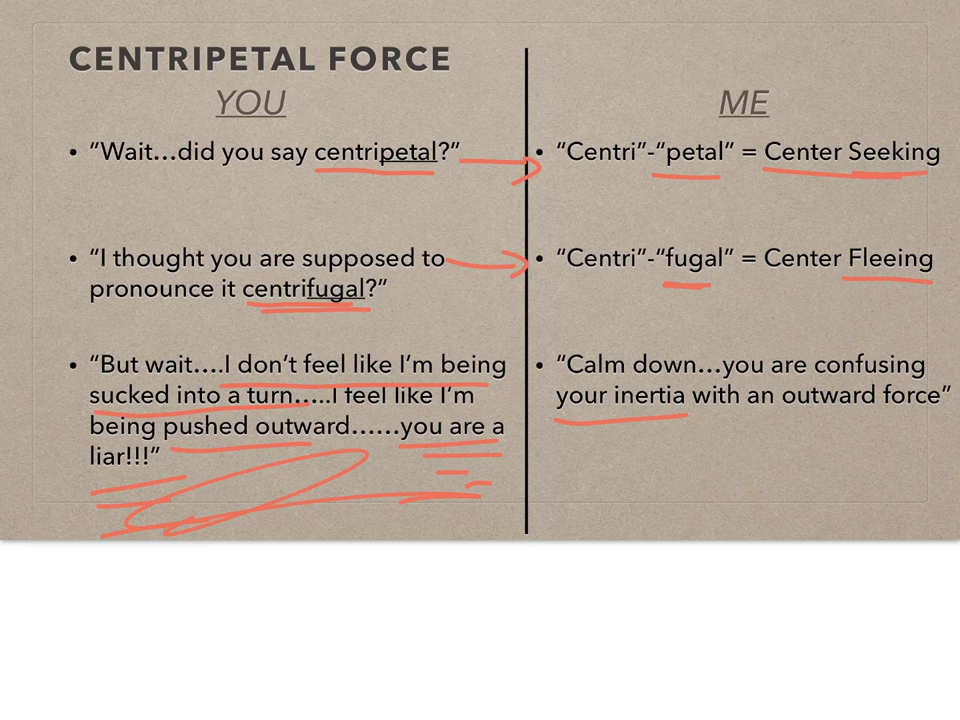 CENTRIPETAL FORCE
YOU
• “Wait…did you say centripetal?”
• “I thought you are supposed to
pronounce it centrifugal?”
• “But wait….I don’t feel like I’m being
sucked into a turn…..I feel like I’m
being pushed outward……you are a
liar!!!”
ME
• “Centri”-“petal” = Center Seeking
• “Centri”-“fugal” = Center Fleeing
• “Calm down…you are confusing
your inertia with an outward force”